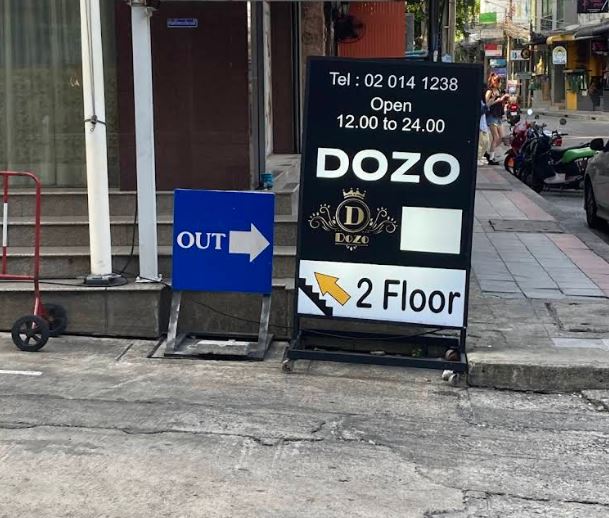 Tel : 02 014 1238
Open
12.00 to 24.00
DOZO
D
DOZO
2 Floor
OUT